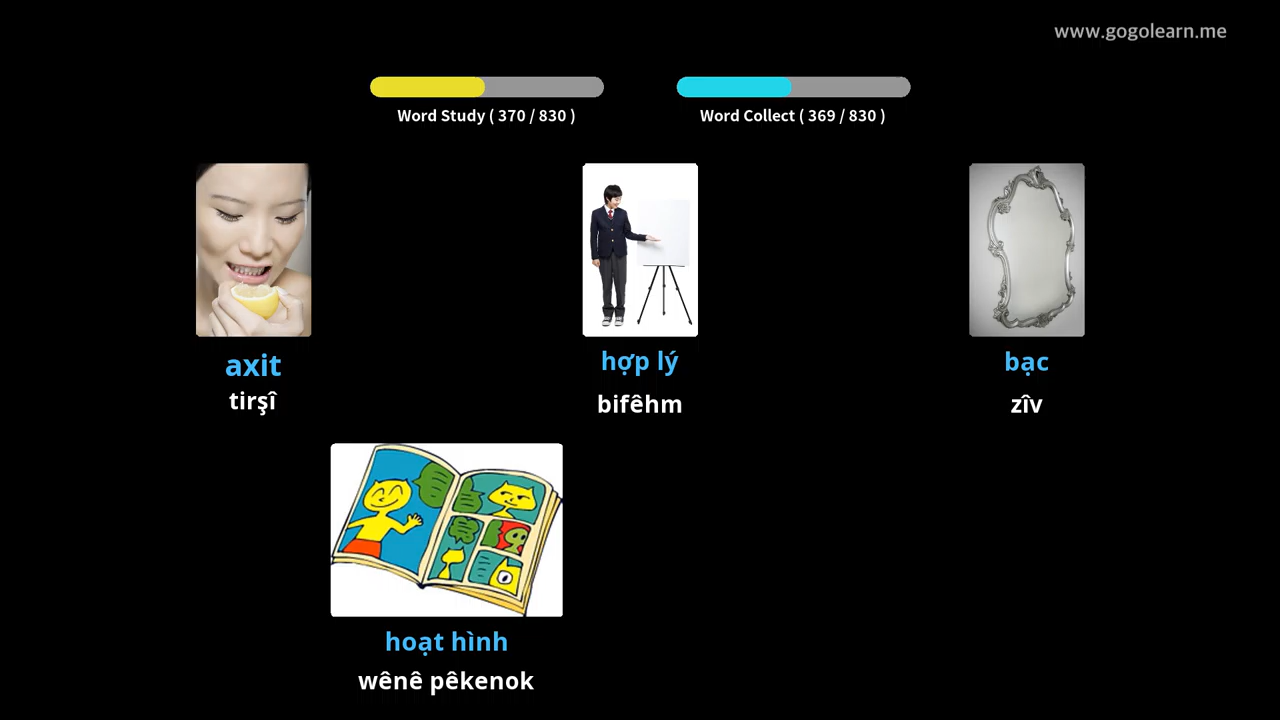 www.gogolearn.me
Word Study ( 370 / 830 )
Word Collect ( 369 / 830 )
axit
tirşî
hợp lý
bifêhm
bạc
zîv
hoạt hình
wênê pêkenok